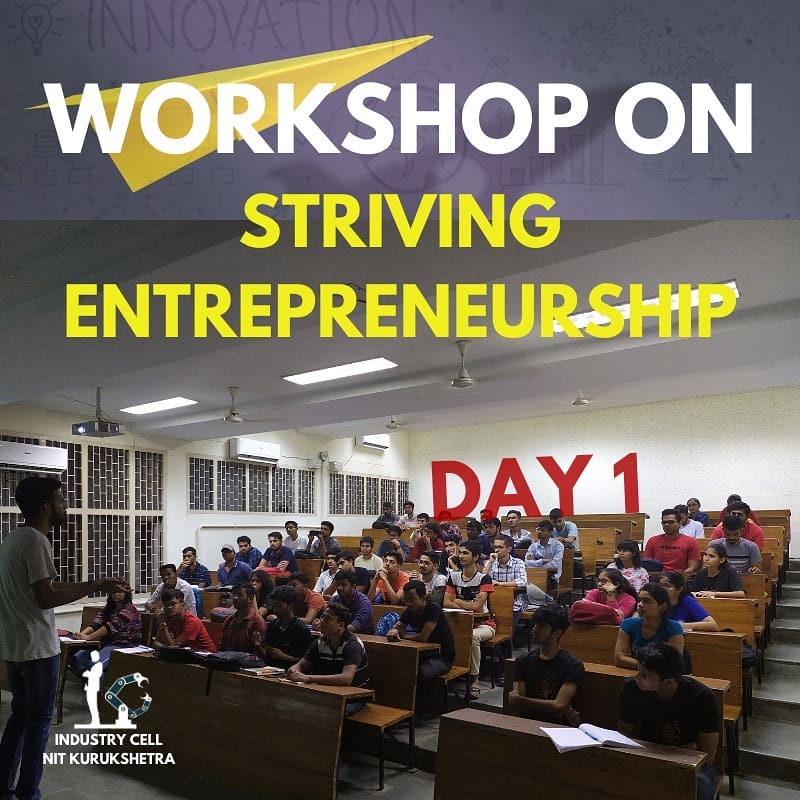 INNOVATION
WORKSHOP ON
STRIVING
ENTREPRENEURSHIP
DAY 1
INDUSTRY CELL
NIT KURUKSHETRA